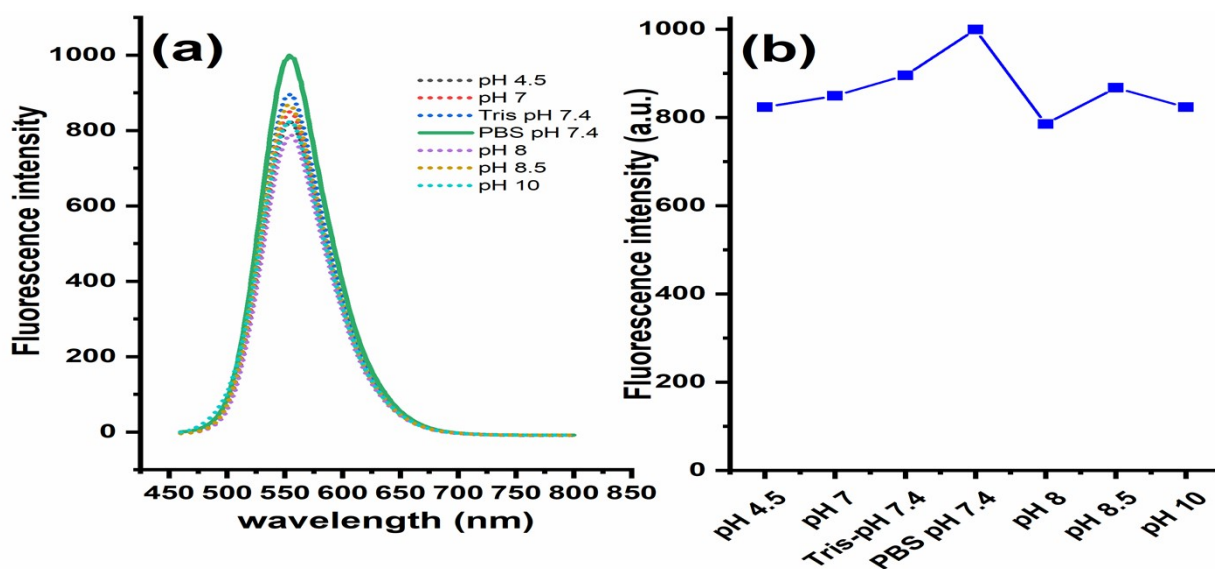 (a)
Fluorescence intensity
1000
800
600
400
200
0
450 500 550 600 650 700 750 800 850
wavelength (nm)
pH 4.5
pH 7
Tris pH 7.4
PBS pH 7.4
pH 8
pH 8.5
pH 10
(b)
Fluorescence intensity (a.u.)
1000
800
600
400
200
0
pH 4.5
pH 7
Tris-pH 7.4
PBS pH 7.4
pH 8
pH 8.5
pH 10